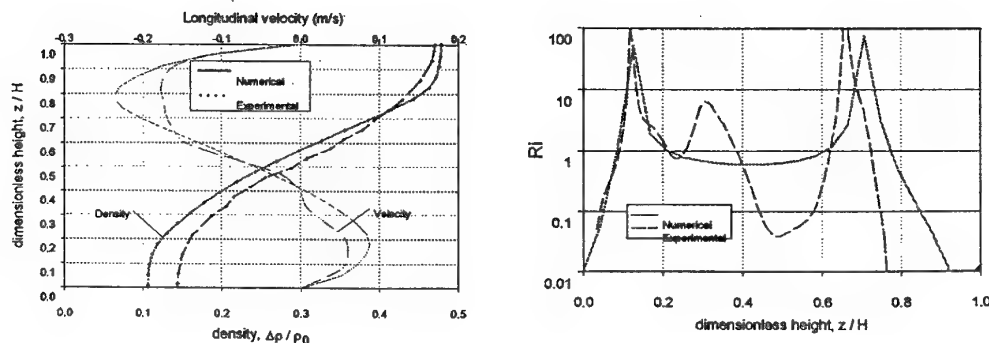 Longitudinal velocity (m/s)
-0.3 -0.2 -0.1 0.0 0.1 0.2
1.0
0.9
0.8
0.7
0.6
0.5
0.4
0.3
0.2
0.1
0.0
dimensionless height, z / H
Numerical
Experimental
Density
Velocity
0.0 0.1 0.2 0.3 0.4 0.5
density, Δρ / ρ0
100
10
1
0.1
0.01
Ri
Numerical
Experimental
0.0 0.2 0.4 0.6 0.8 1.0
dimensionless height, z / H